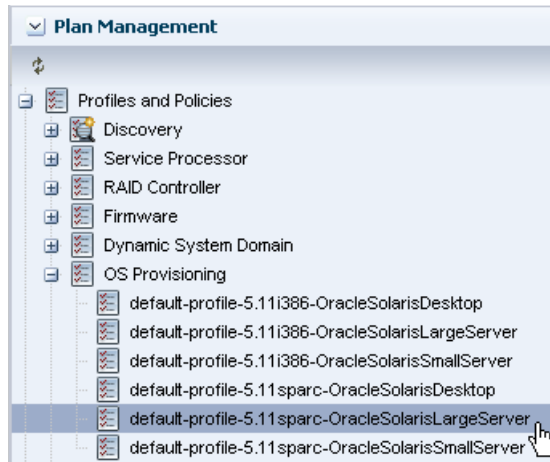 Plan Management
Profiles and Policies
Discovery
Service Processor
RAID Controller
Firmware
Dynamic System Domain
OS Provisioning
default-profile-5.11i386-OracleSolarisDesktop
default-profile-5.11i386-OracleSolarisLargeServer
default-profile-5.11i386-OracleSolarisSmallServer
default-profile-5.11sparc-OracleSolarisDesktop
default-profile-5.11sparc-OracleSolarisLargeServer
default-profile-5.11sparc-OracleSolarisSmallServer